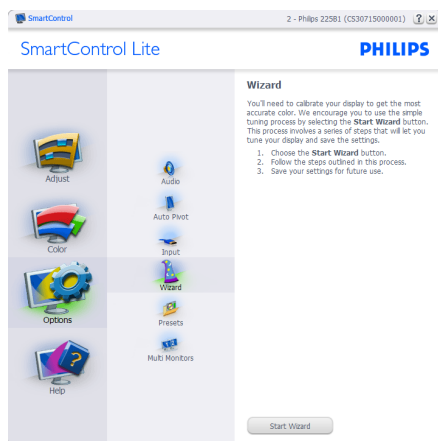 SmartControl
2 - Philips 225B1 (CS30715000001)
SmartControl Lite
PHILIPS
Adjust
Color
Options
Help
Audio
Auto Pivot
Input
Wizard
Presets
Multi Monitors
Wizard
You'll need to calibrate your display to get the most
accurate color. We encourage you to use the simple
tuning process by selecting the Start Wizard button.
This process involves a series of steps that will let you
tune your display and save the settings.
1. Choose the Start Wizard button.
2. Follow the steps outlined in this process.
3. Save your settings for future use.
Start Wizard